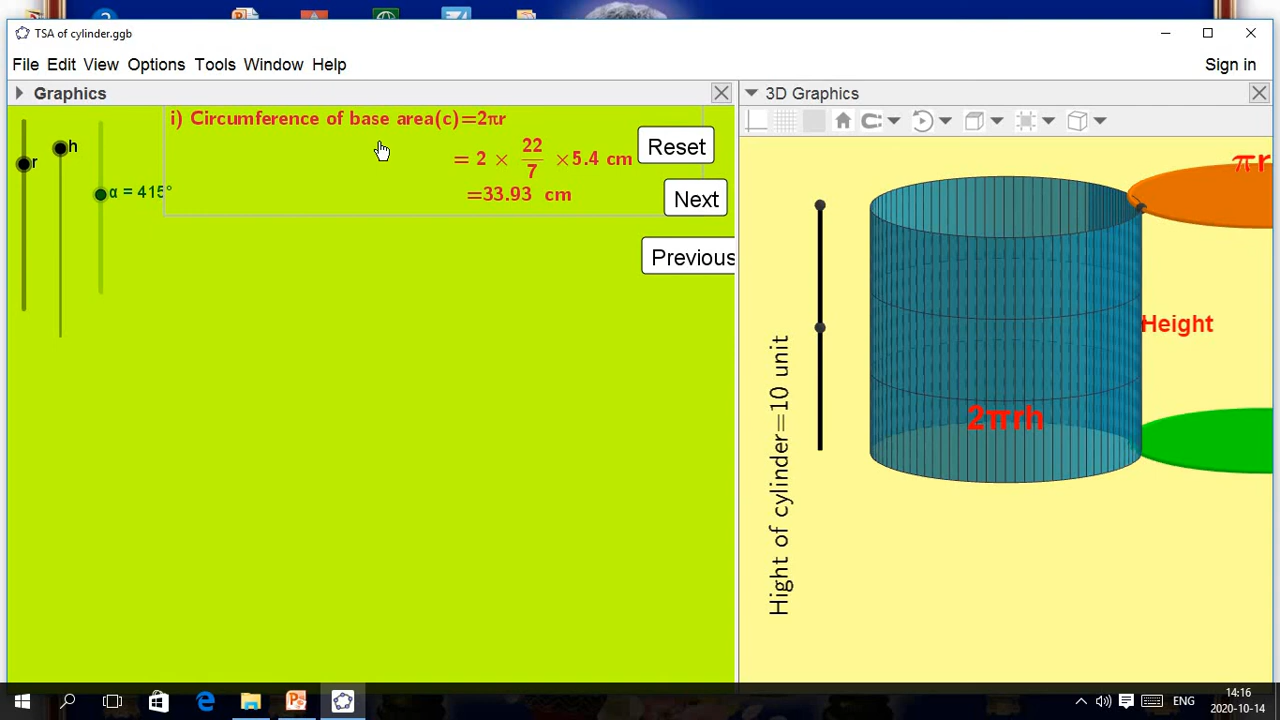 TSA of cylinder.ggb
File Edit View Options Tools Window Help
Sign in
Graphics
3D Graphics
i) Circumference of base area(c)=2πr
= 2 × 22/7 ×5.4 cm
=33.93 cm
r
h
α = 415°
Reset
Next
Previous
πr
Height
2πrh
Hight of cylinder=10 unit
ENG
14:16
2020-10-14